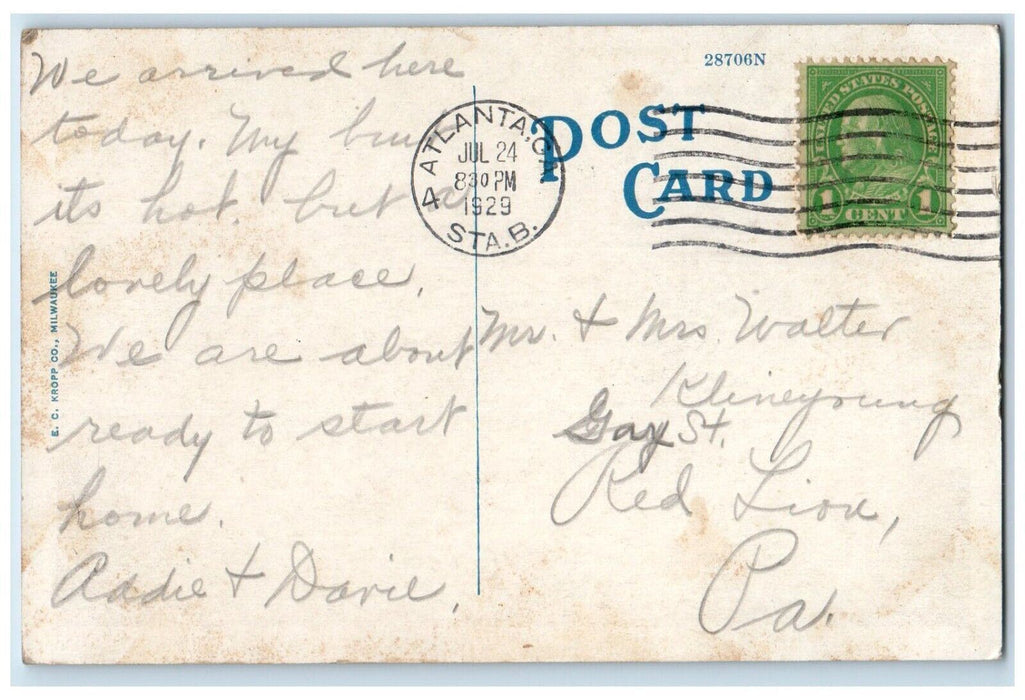 We arrived here
today. My but
its hot but a
lovely place.
We are about
ready to start
home.
Addie + Davie.
E. C. KROPP CO., MILWAUKEE
28706N
POST
CARD
ATLANTA, GA.
JUL 24
830 PM
1929
4
STA. B.
UNITED STATES POSTAGE
1 CENT 1
Mr. + Mrs. Walter
Kline
Gay St.
Red Lion,
Pa.